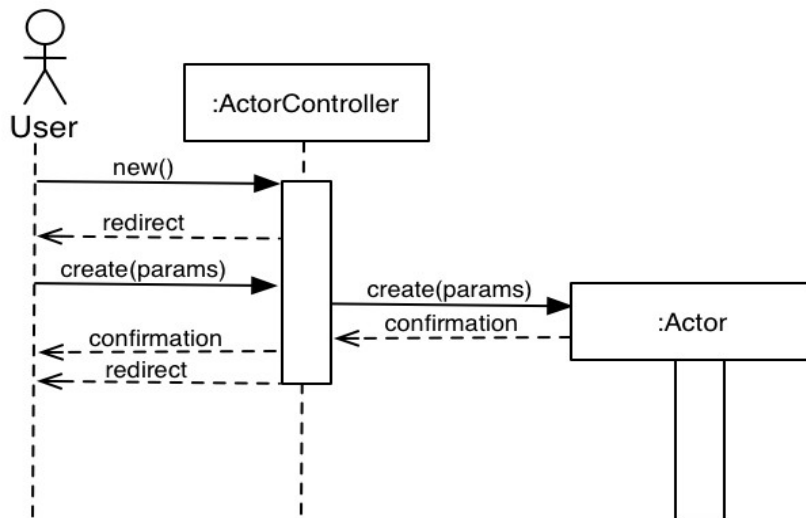 :ActorController
User
new()
redirect
create(params)
create(params)
:Actor
confirmation
confirmation
redirect